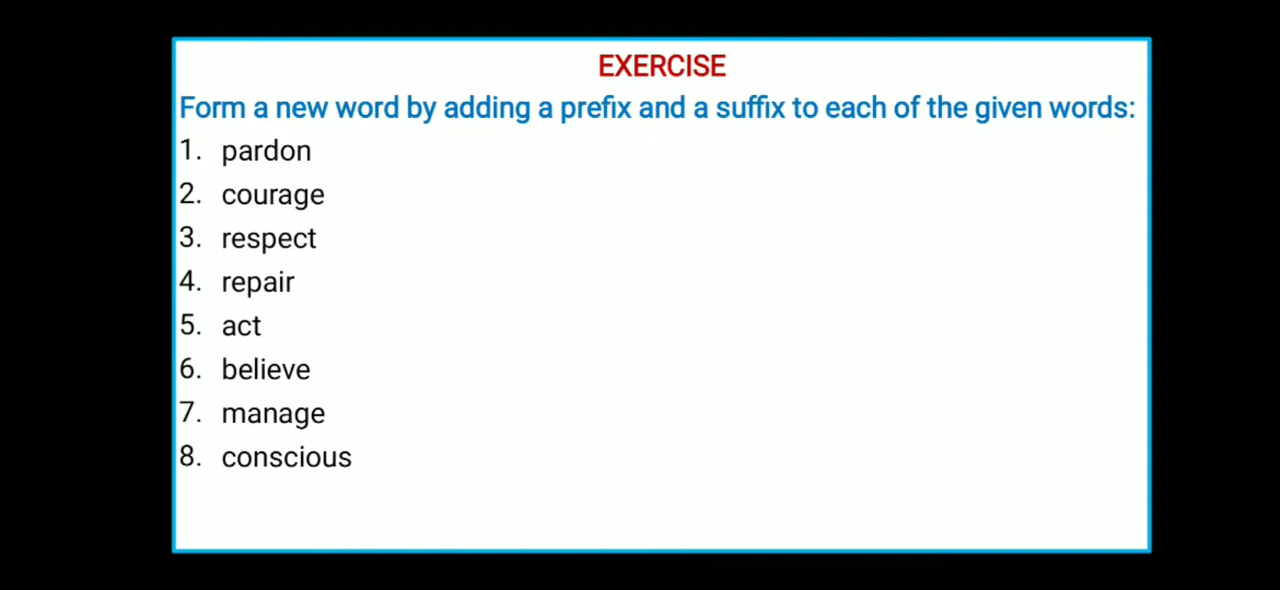 EXERCISE
Form a new word by adding a prefix and a suffix to each of the given words:
1. pardon
2. courage
3. respect
4. repair
5. act
6. believe
7. manage
8. conscious